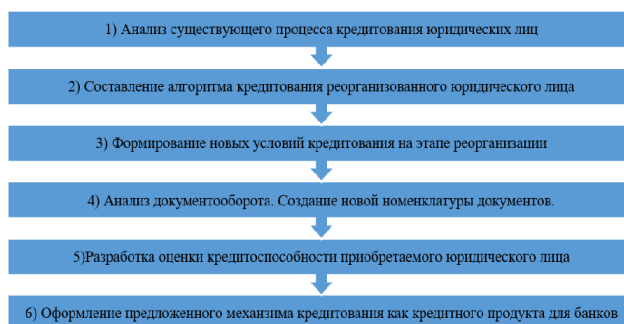 1) Анализ существующего процесса кредитования юридических лиц
2) Составление алгоритма кредитования реорганизованного юридического лица
3) Формирование новых условий кредитования на этапе реорганизации
4) Анализ документооборота. Создание новой номенклатуры документов.
5)Разработка оценки кредитоспособности приобретаемого юридического лица
6) Оформление предложенного механзима кредитования как кредитного продукта для банков